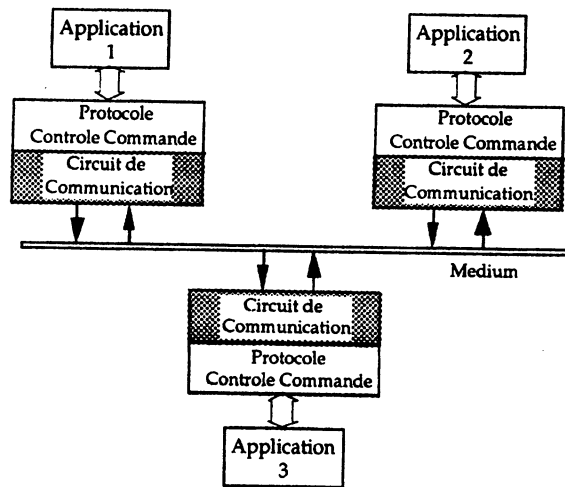 Application
1
Protocole
Controle Commande
Circuit de
Communication
Application
2
Protocole
Controle Commande
Circuit de
Communication
Medium
Circuit de
Communication
Protocole
Controle Commande
Application
3